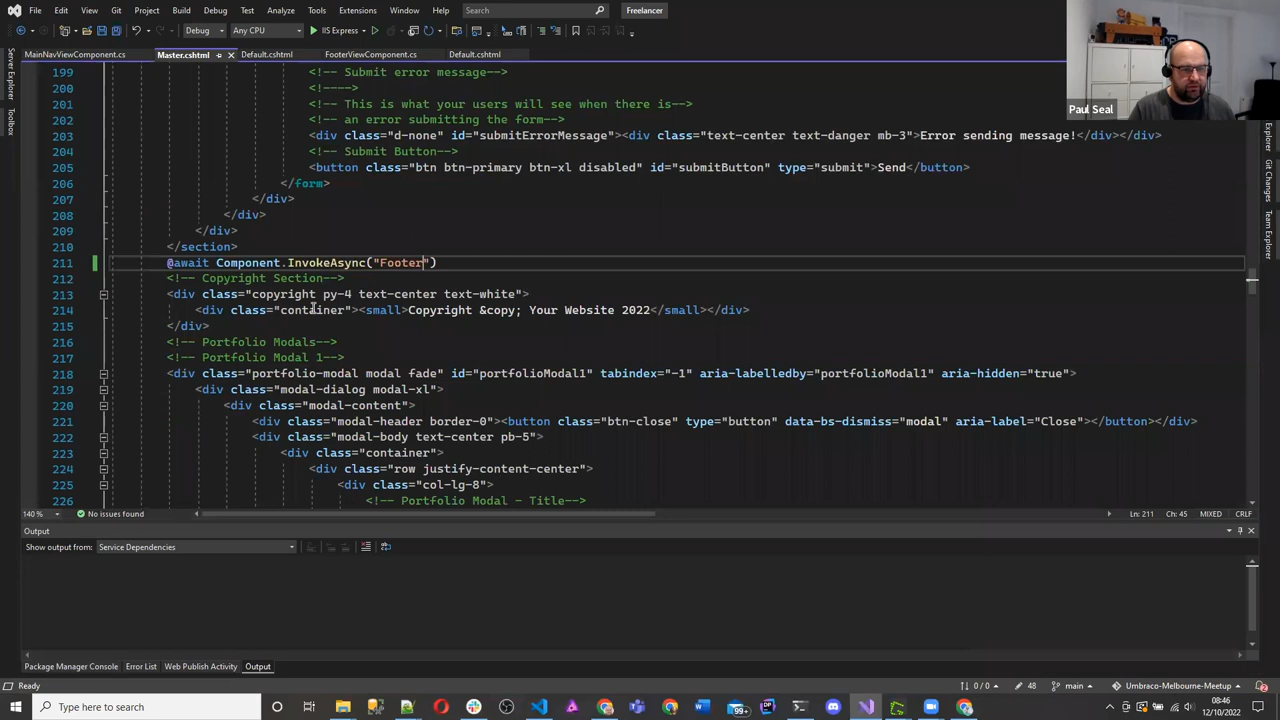 File Edit View Git Project Build Debug Test Analyze Tools Extensions Window Help Search Freelancer
Debug Any CPU IIS Express
MainNavViewComponent.cs Master.cshtml Default.cshtml FooterViewComponent.cs Default.cshtml
Paul Seal
Server Explorer
Toolbox
Explorer
Git Changes
Team Explorer
199 <!-- Submit error message-->
200 <!---->
201 <!-- This is what your users will see when there is-->
202 <!-- an error submitting the form-->
203 <div class="d-none" id="submitErrorMessage"><div class="text-center text-danger mb-3">Error sending message!</div></div>
204 <!-- Submit Button-->
205 <button class="btn btn-primary btn-xl disabled" id="submitButton" type="submit">Send</button>
206 </form>
207 </div>
208 </div>
209 </div>
210 </section>
211 @await Component.InvokeAsync("Footer")
212 <!-- Copyright Section-->
213 <div class="copyright py-4 text-center text-white">
214 <div class="container"><small>Copyright &copy; Your Website 2022</small></div>
215 </div>
216 <!-- Portfolio Modals-->
217 <!-- Portfolio Modal 1-->
218 <div class="portfolio-modal modal fade" id="portfolioModal1" tabindex="-1" aria-labelledby="portfolioModal1" aria-hidden="true">
219 <div class="modal-dialog modal-xl">
220 <div class="modal-content">
221 <div class="modal-header border-0"><button class="btn-close" type="button" data-bs-dismiss="modal" aria-label="Close"></button></div>
222 <div class="modal-body text-center pb-5">
223 <div class="container">
224 <div class="row justify-content-center">
225 <div class="col-lg-8">
226 <!-- Portfolio Modal - Title-->
140 % No issues found Ln: 211 Ch: 45 MIXED CRLF
Output
Show output from: Service Dependencies
Package Manager Console Error List Web Publish Activity Output
Ready 0 / 0 48 main Umbraco-Melbourne-Meetup 2
Type here to search 99+ 08:46
12/10/2022